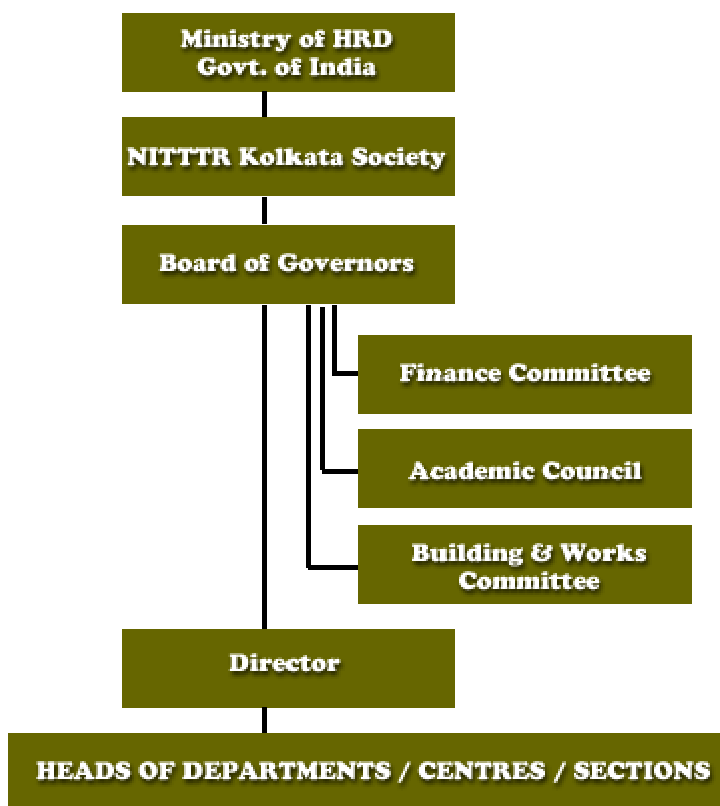 Ministry of HRD
Govt. of India
NITTTR Kolkata Society
Board of Governors
Finance Committee
Academic Council
Building & Works
Committee
Director
HEADS OF DEPARTMENTS / CENTRES / SECTIONS